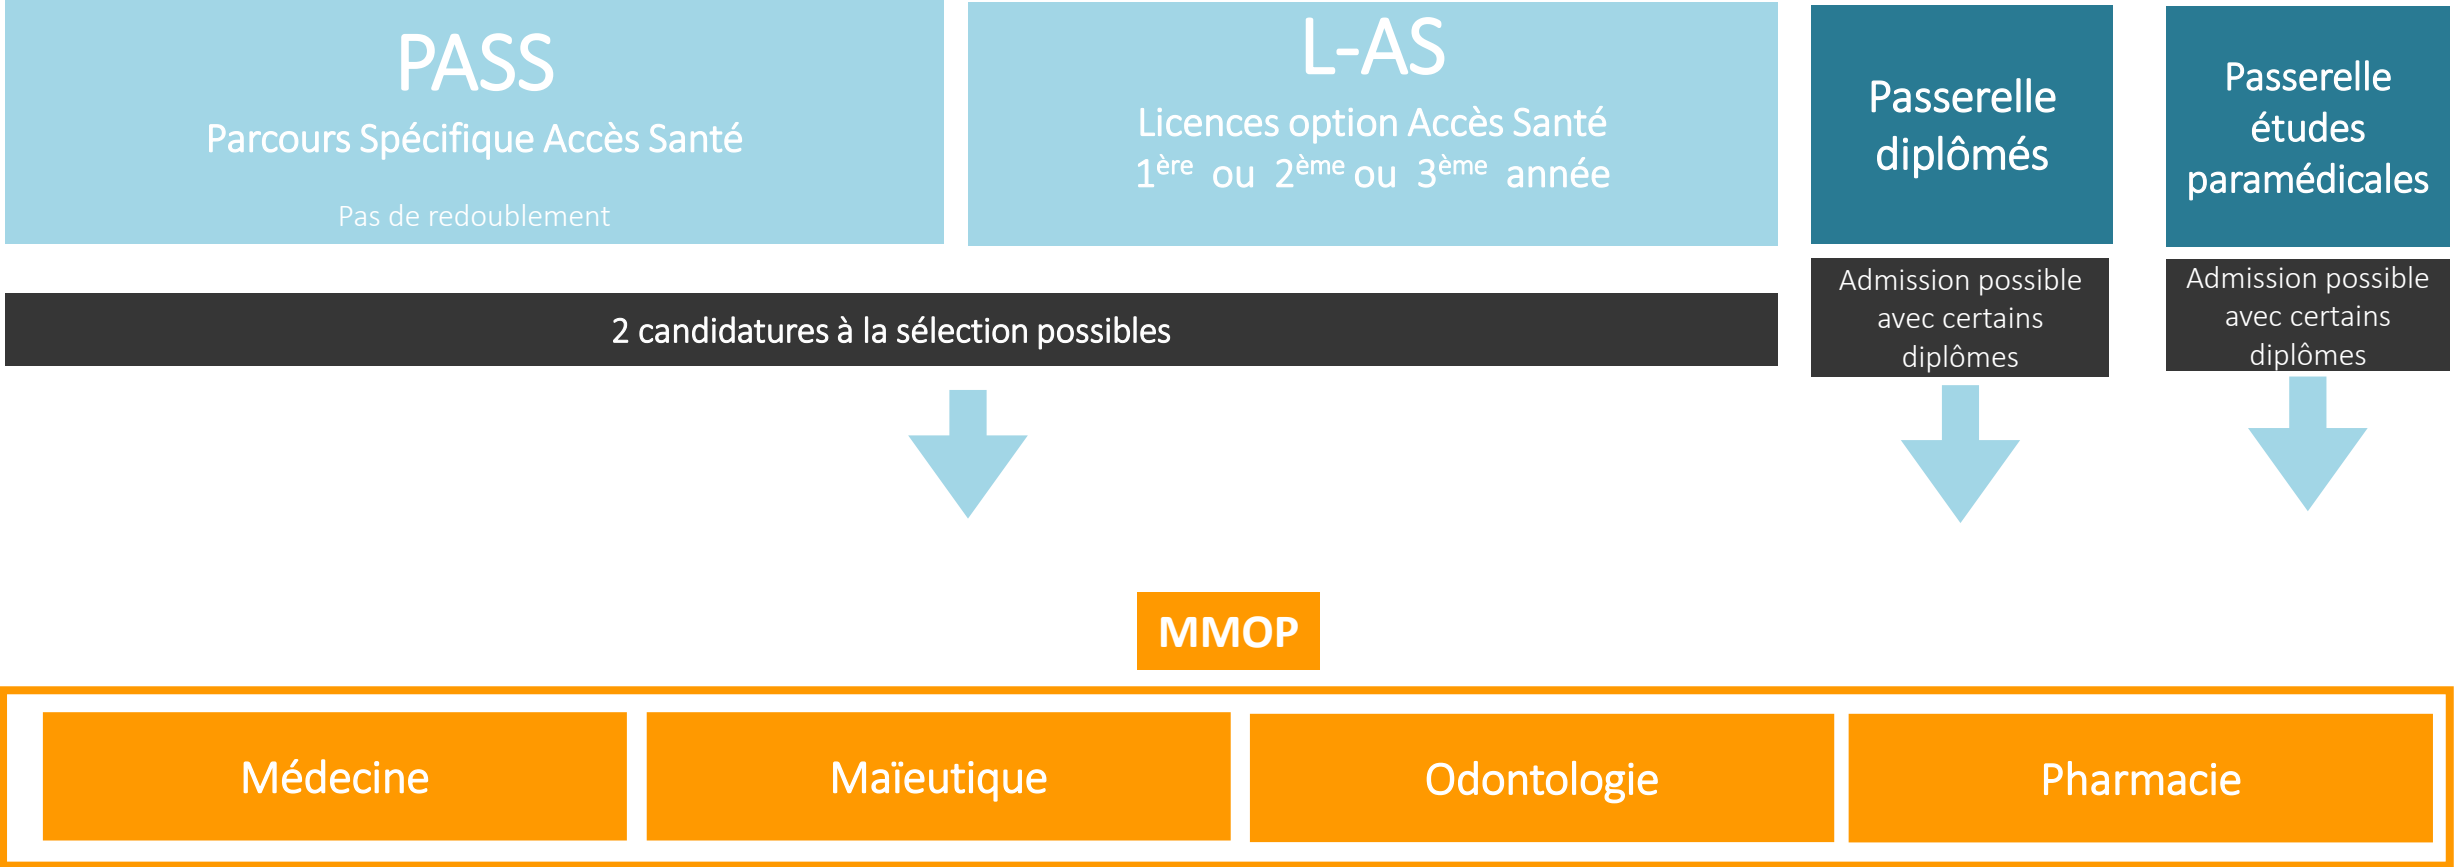 PASS
Parcours Spécifique Accès Santé
Pas de redoublement
L-AS
Licences option Accès Santé
1ère ou 2ème ou 3ème année
Passerelle
diplômés
Passerelle
études
paramédicales
2 candidatures à la sélection possibles
Admission possible
avec certains
diplômes
Admission possible
avec certains
diplômes
MMOP
Médecine
Maïeutique
Odontologie
Pharmacie